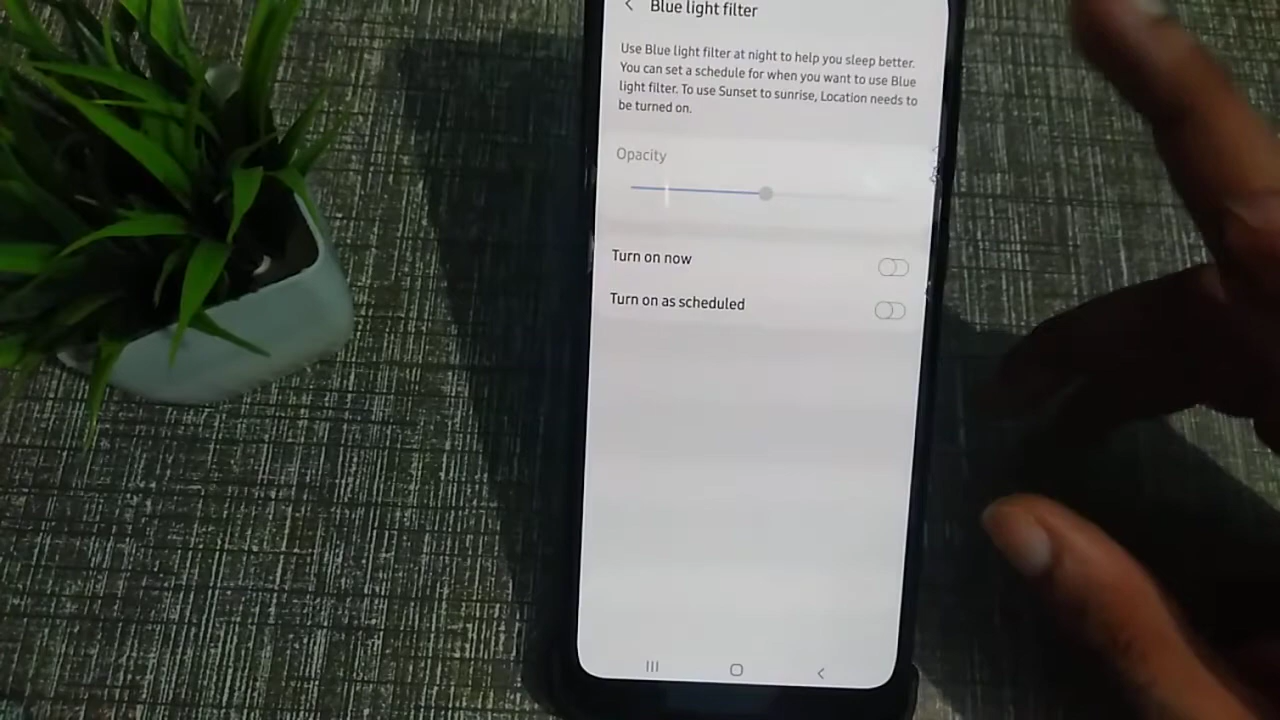 Blue light filter
Use Blue light filter at night to help you sleep better.
You can set a schedule for when you want to use Blue
light filter. To use Sunset to sunrise, Location needs to
be turned on.
Opacity
Turn on now
Turn on as scheduled